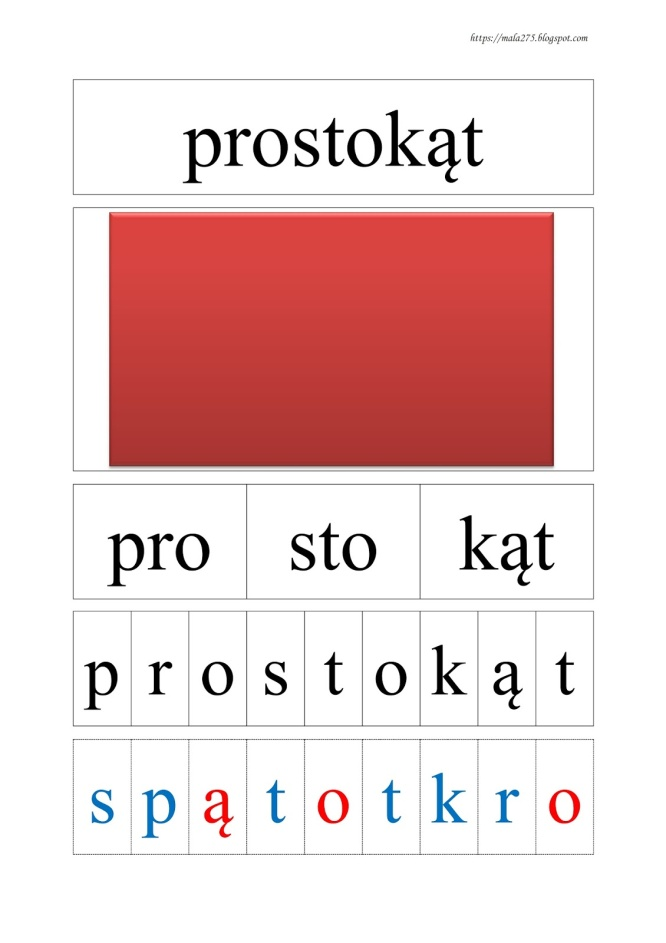 https://mala275.blogspot.com
prostokąt
pro sto kąt
p r o s t o k ą t
s p ą t o t k r o